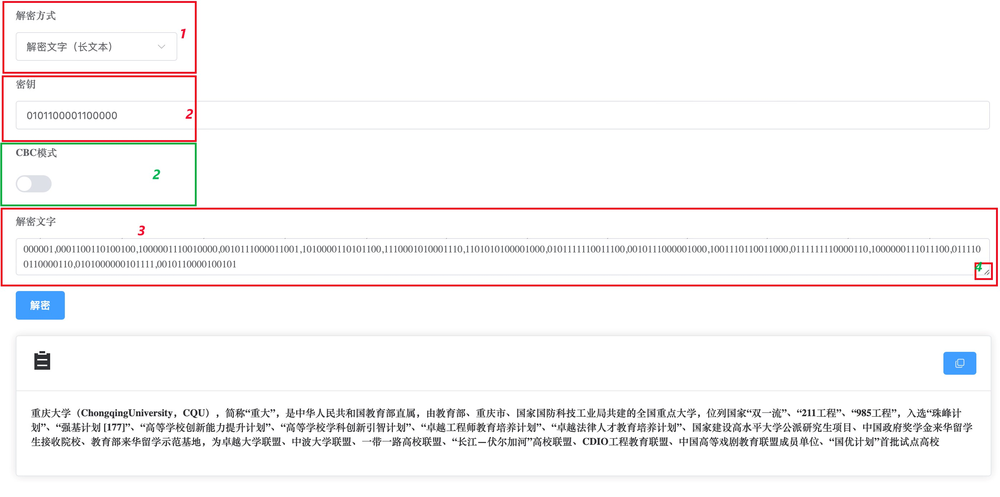 解密方式
1
解密文字（长文本）
密钥
0101100001100000
2
CBC模式
2
解密文字
3
000001,0001100110100100,1000001110010000,0010111000011001,1010000110101100,1110001010001110,1101010100001000,0101111110011100,0010111000001000,1001110110011000,0111111110000110,1000000111011100,011110
0110000110,0101000000101111,0010110000100101
4
解密
重庆大学（ChongqingUniversity，CQU），简称“重大”，是中华人民共和国教育部直属，由教育部、重庆市、国家国防科技工业局共建的全国重点大学，位列国家“双一流”、“211工程”、“985工程”，入选“珠峰计
划”、“强基计划 [177]”、“高等学校创新能力提升计划”、“高等学校学科创新引智计划”、“卓越工程师教育培养计划”、“卓越法律人才教育培养计划”、国家建设高水平大学公派研究生项目、中国政府奖学金来华留学
生接收院校、教育部来华留学示范基地，为卓越大学联盟、中波大学联盟、一带一路高校联盟、“长江—伏尔加河”高校联盟、CDIO工程教育联盟、中国高等戏剧教育联盟成员单位、“国优计划”首批试点高校